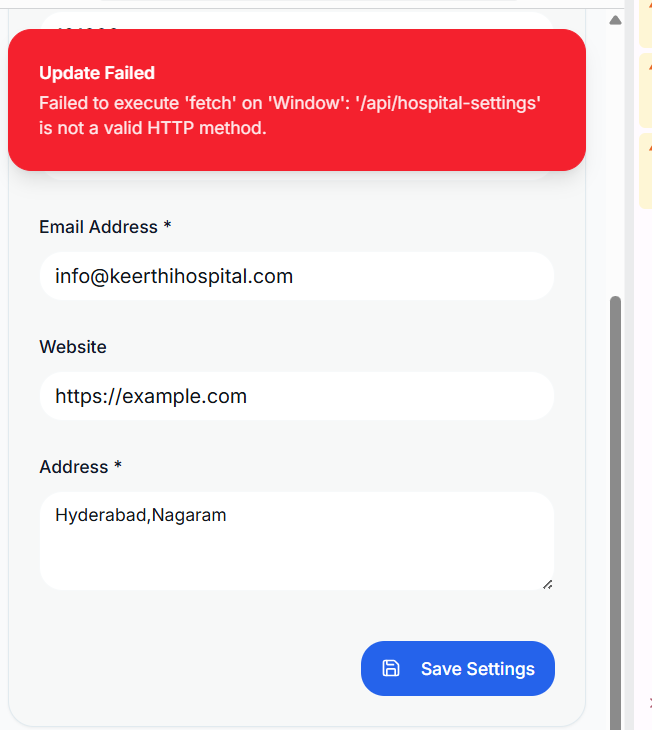 Update Failed
Failed to execute 'fetch' on 'Window': '/api/hospital-settings'
is not a valid HTTP method.
Email Address *
info@keerthihospital.com
Website
https://example.com
Address *
Hyderabad,Nagaram
Save Settings